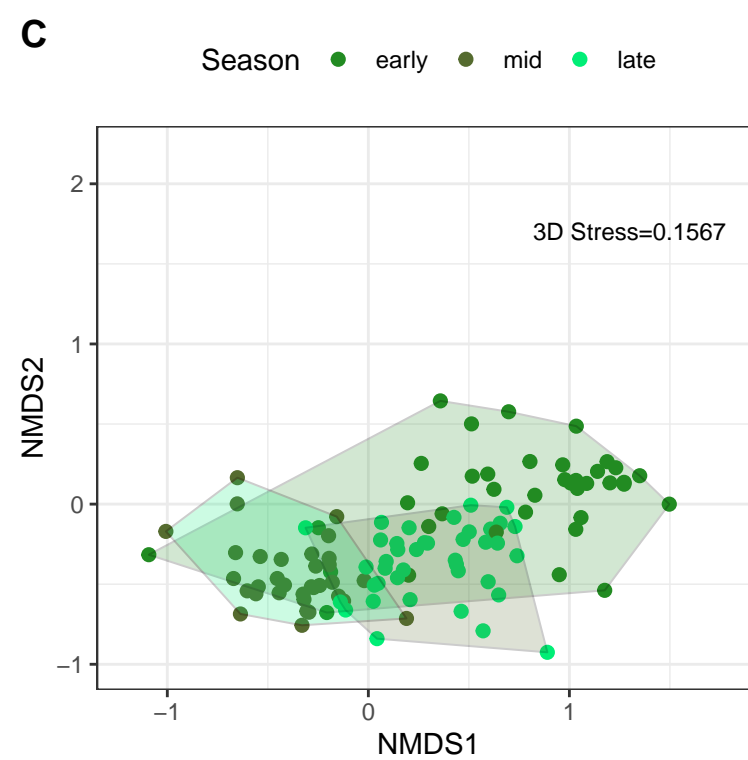 C
Season early mid late
3D Stress=0.1567
2
1
0
−1
NMDS2
−1 0 1
NMDS1